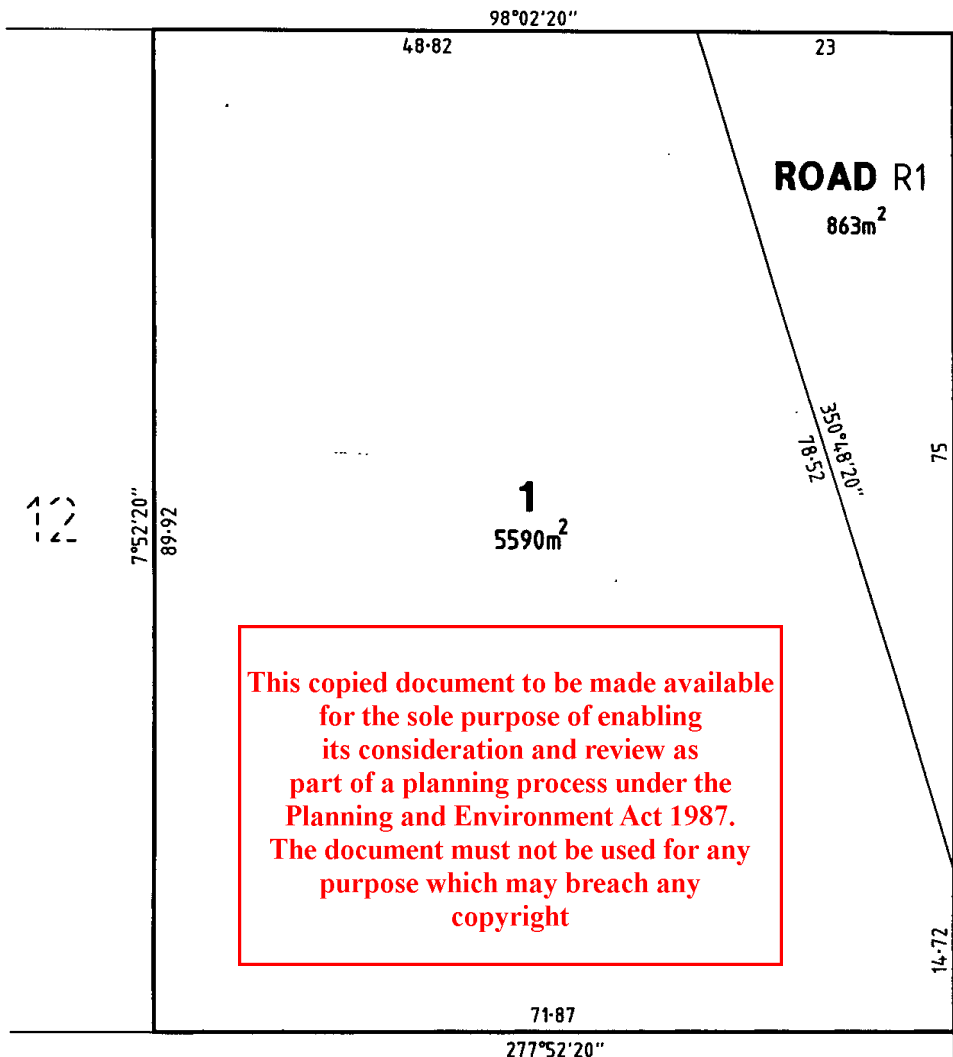 98°02'20"
48·82
23
ROAD R1
863m²
350°48'20"
78·52
75
12
7°52'20"
89·92
1
5590m²
This copied document to be made available
for the sole purpose of enabling
its consideration and review as
part of a planning process under the
Planning and Environment Act 1987.
The document must not be used for any
purpose which may breach any
copyright
14·72
71·87
277°52'20"